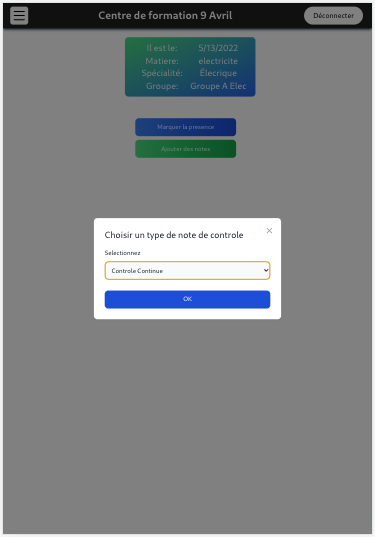 Centre de formation 9 Avril
Déconnecter
Il est le: 5/13/2022
Matiere: electricite
Spécialité: Élecrique
Groupe: Groupe A Elec
Marquer la presence
Ajouter des notes
Choisir un type de note de controle
Selectionnez
Controle Continue
OK